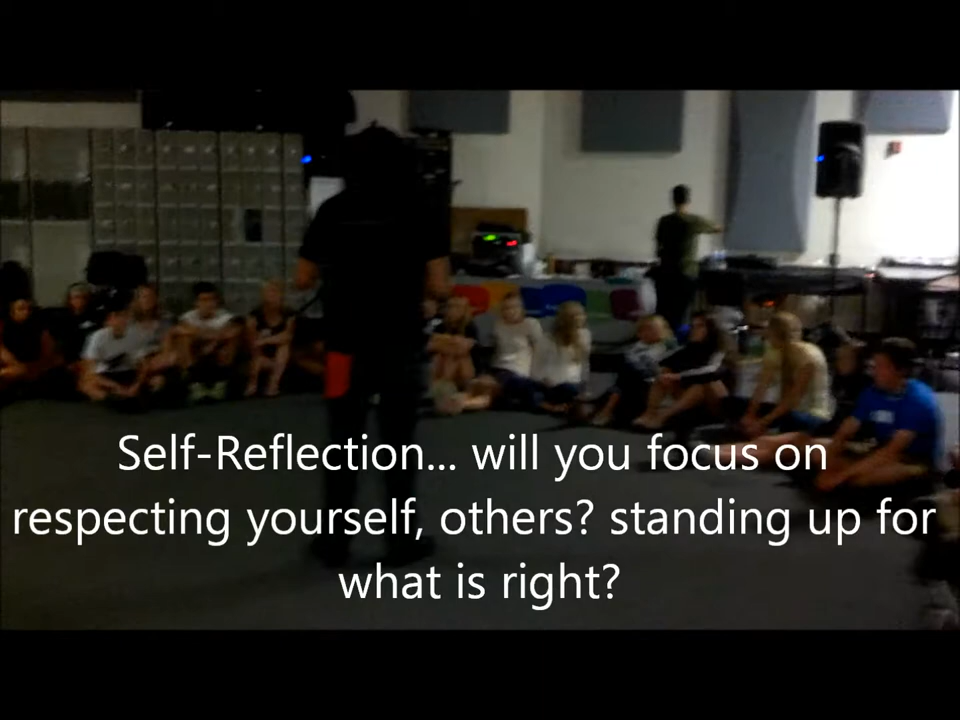 Self-Reflection... will you focus on
respecting yourself, others? standing up for
what is right?